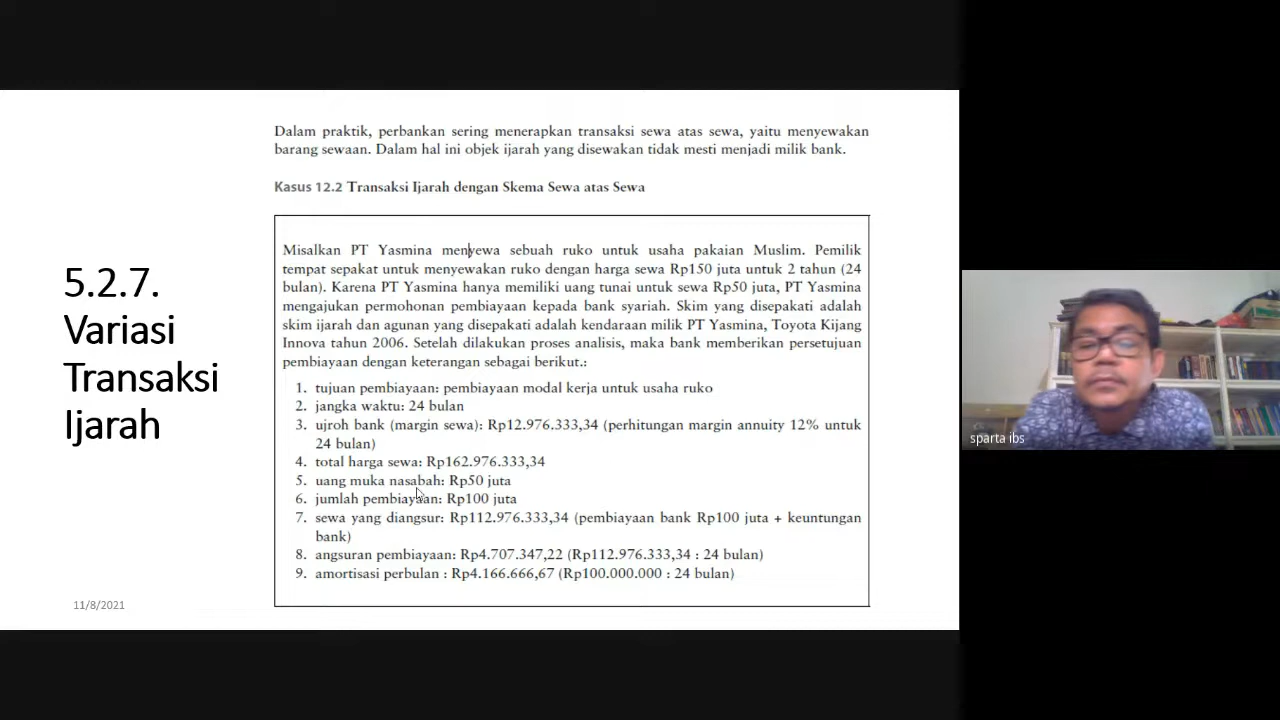 5.2.7.
Variasi
Transaksi
Ijarah
Dalam praktik, perbankan sering menerapkan transaksi sewa atas sewa, yaitu menyewakan
barang sewaan. Dalam hal ini objek ijarah yang disewakan tidak mesti menjadi milik bank.
Kasus 12.2 Transaksi Ijarah dengan Skema Sewa atas Sewa
Misalkan PT Yasmina menyewa sebuah ruko untuk usaha pakaian Muslim. Pemilik
tempat sepakat untuk menyewakan ruko dengan harga sewa Rp150 juta untuk 2 tahun (24
bulan). Karena PT Yasmina hanya memiliki uang tunai untuk sewa Rp50 juta, PT Yasmina
mengajukan permohonan pembiayaan kepada bank syariah. Skim yang disepakati adalah
skim ijarah dan agunan yang disepakati adalah kendaraan milik PT Yasmina, Toyota Kijang
Innova tahun 2006. Setelah dilakukan proses analisis, maka bank memberikan persetujuan
pembiayaan dengan keterangan sebagai berikut.:
1. tujuan pembiayaan: pembiayaan modal kerja untuk usaha ruko
2. jangka waktu: 24 bulan
3. ujroh bank (margin sewa): Rp12.976.333,34 (perhitungan margin annuity 12% untuk
24 bulan)
4. total harga sewa: Rp162.976.333,34
5. uang muka nasabah: Rp50 juta
6. jumlah pembiayaan: Rp100 juta
7. sewa yang diangsur: Rp112.976.333,34 (pembiayaan bank Rp100 juta + keuntungan
bank)
8. angsuran pembiayaan: Rp4.707.347,22 (Rp112.976.333,34 : 24 bulan)
9. amortisasi perbulan : Rp4.166.666,67 (Rp100.000.000 : 24 bulan)
11/8/2021
sparta ibs